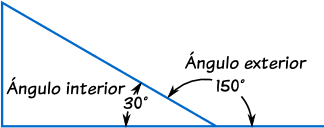 Ángulo exterior
150°
Ángulo interior
30°